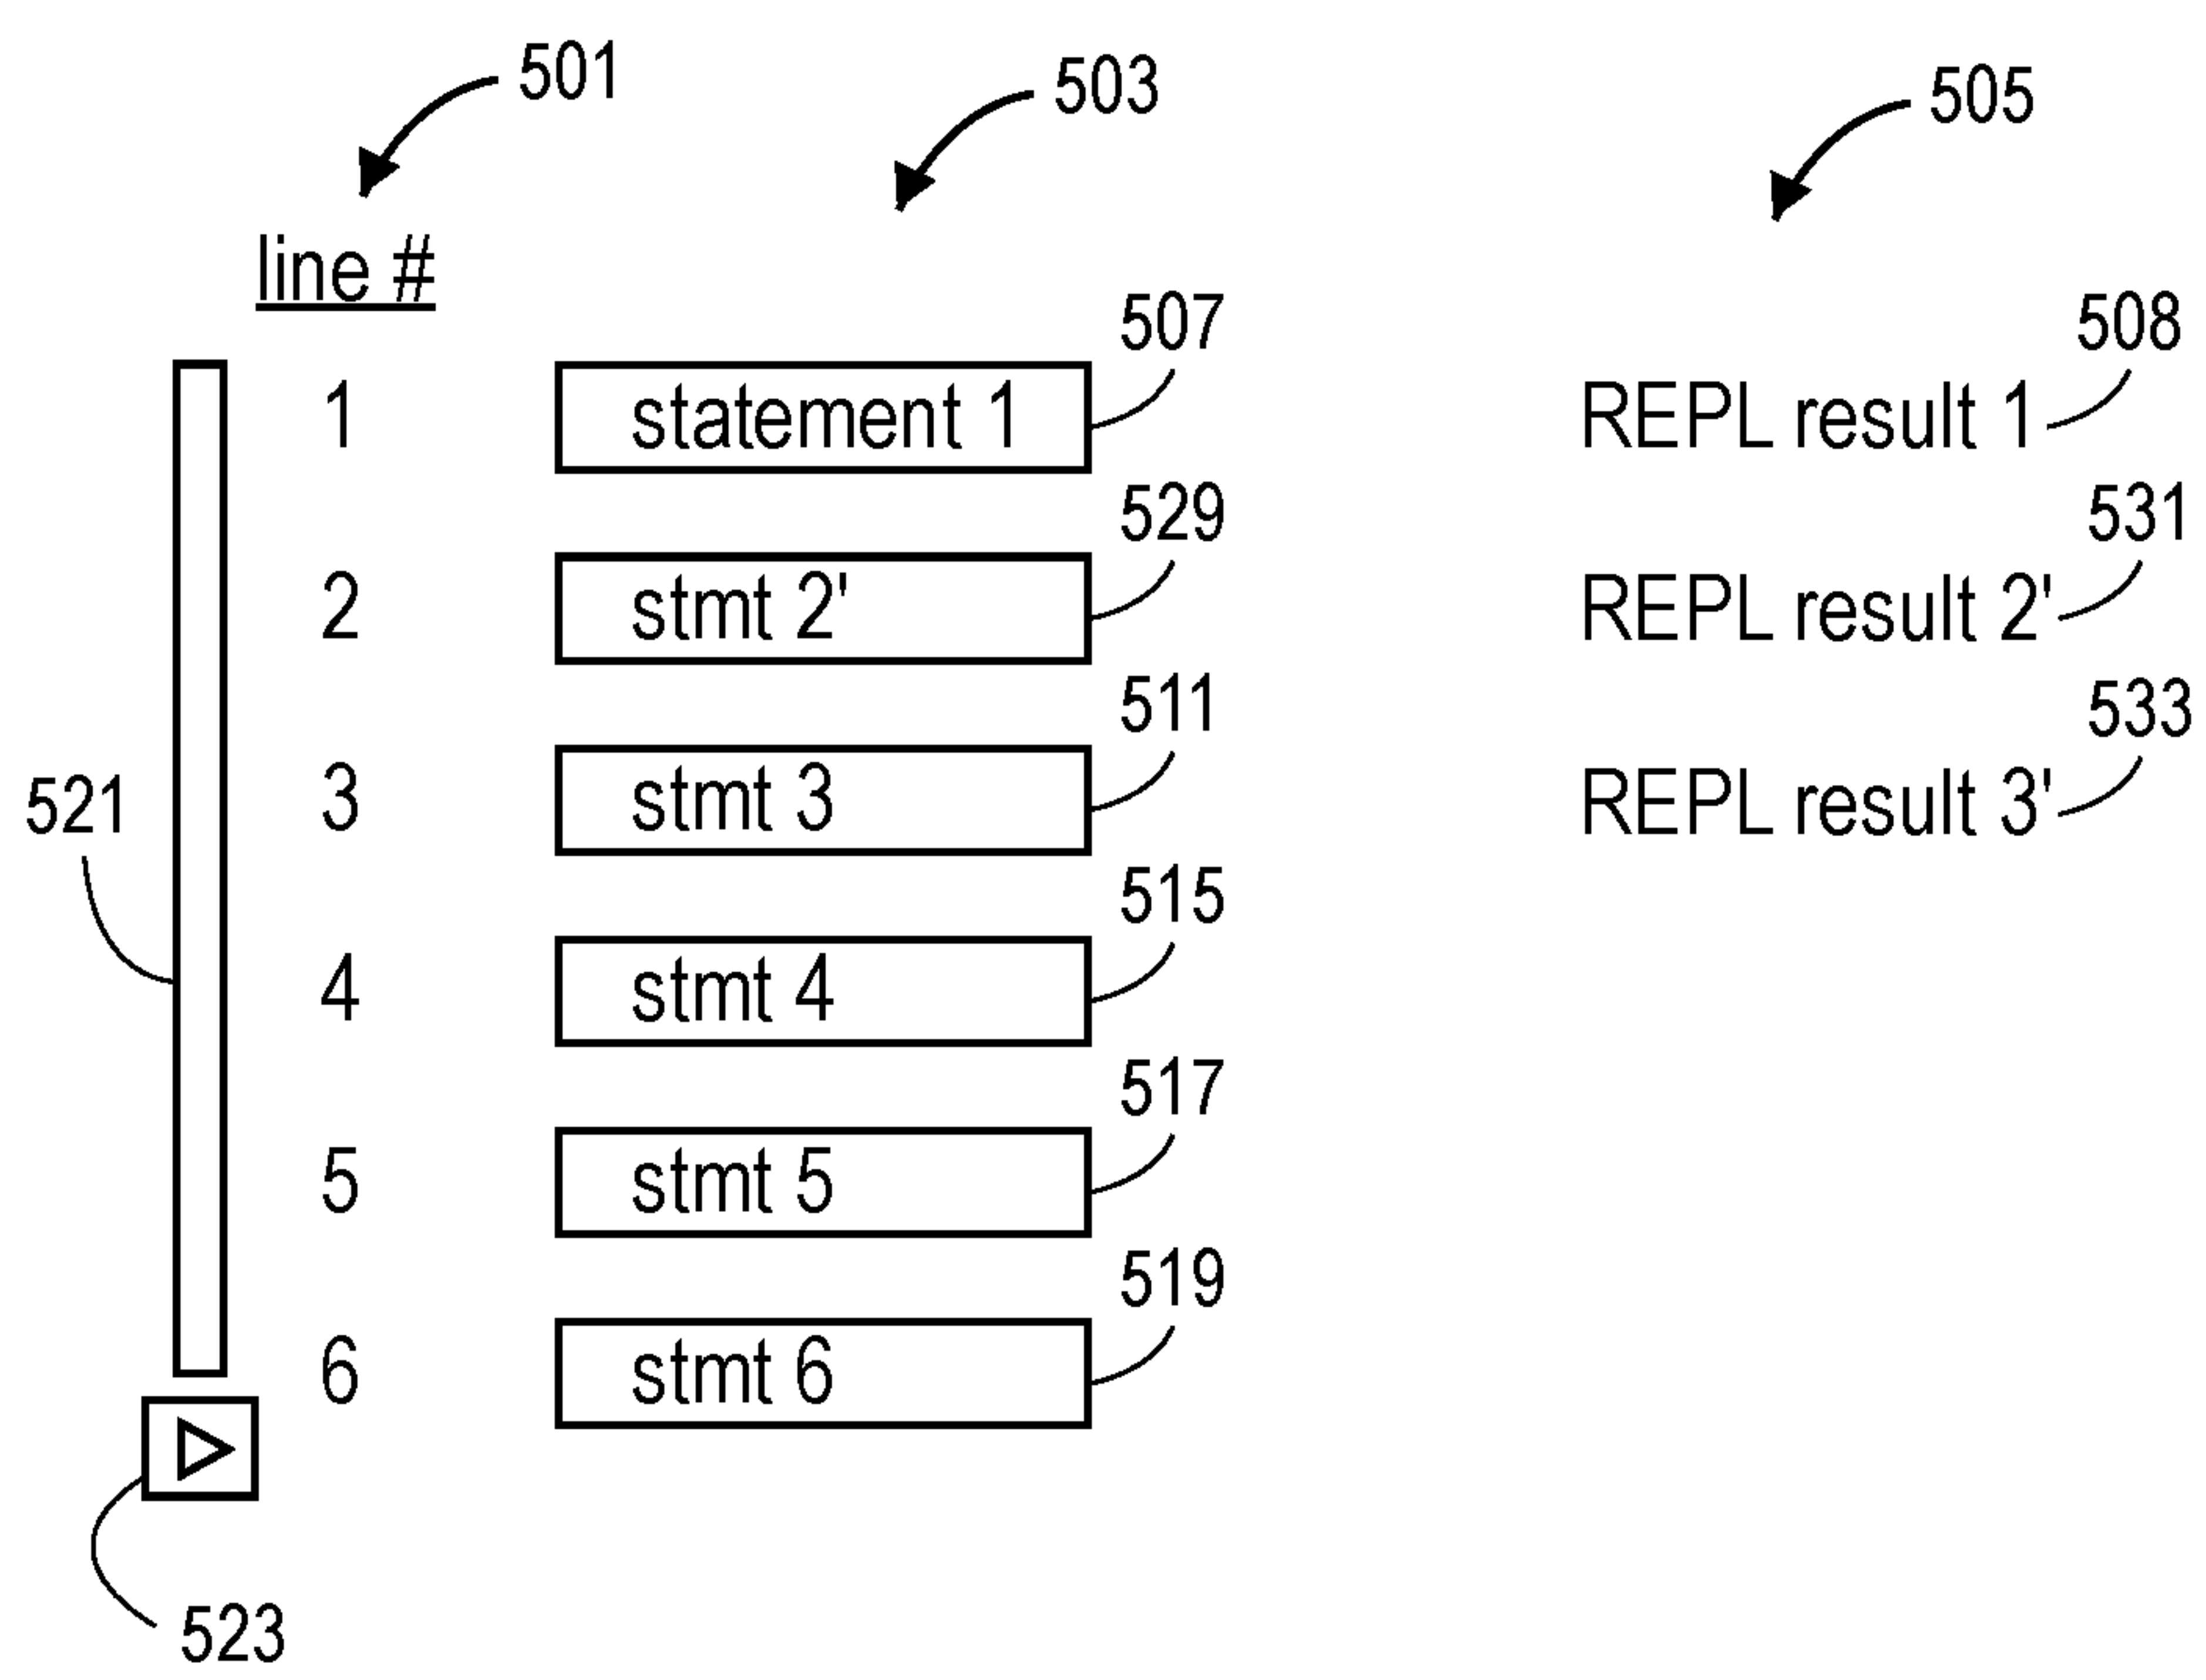 501
503
505
line #
507
508
1
statement 1
REPL result 1
529
531
2
stmt 2'
REPL result 2'
511
533
3
stmt 3
REPL result 3'
521
515
4
stmt 4
517
5
stmt 5
519
6
stmt 6
523